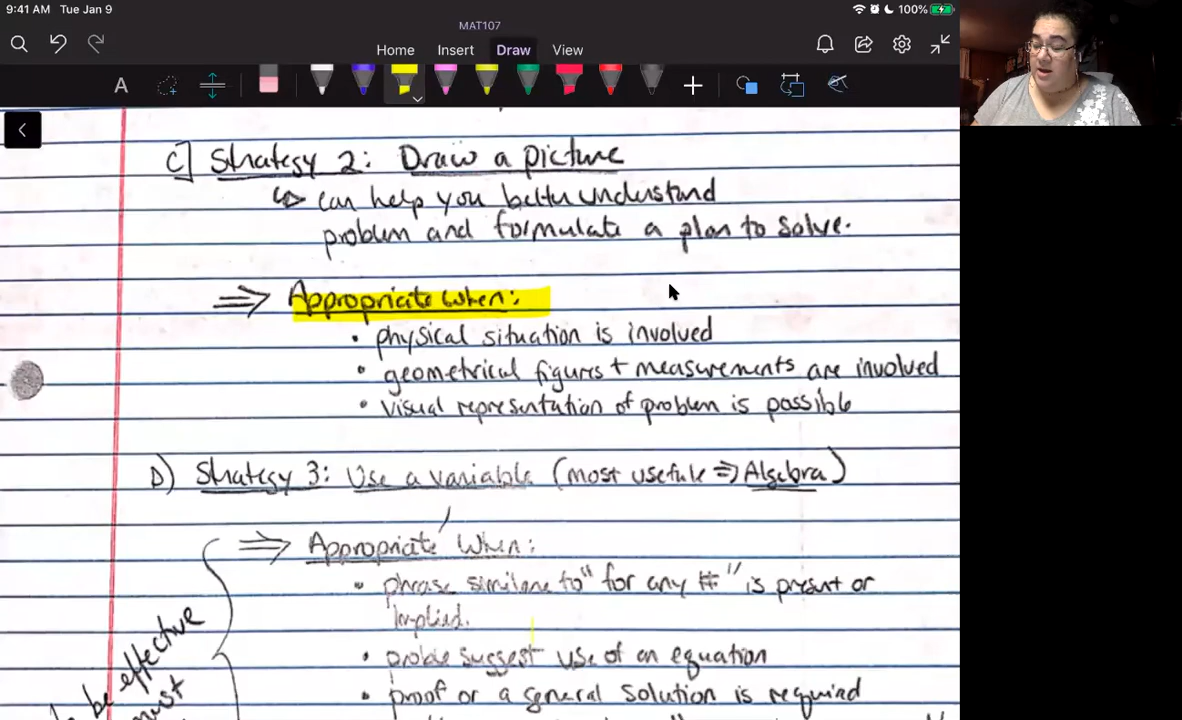 9:41 AM Tue Jan 9
100%
MAT107
Home Insert Draw View
A
C] Strategy 2: Draw a picture
can help you better understand
problem and formulate a plan to solve.
⇒ Appropriate when:
• physical situation is involved
• geometrical figures + measurements are involved
• visual representation of problem is possible
D) Strategy 3: Use a variable (most useful ⇒ Algebra)
⇒ Appropriate When:
• phrase to "for any #" is present or
Implied.
• suggest use of an equation
• proof or a general solution is required
be effective
must